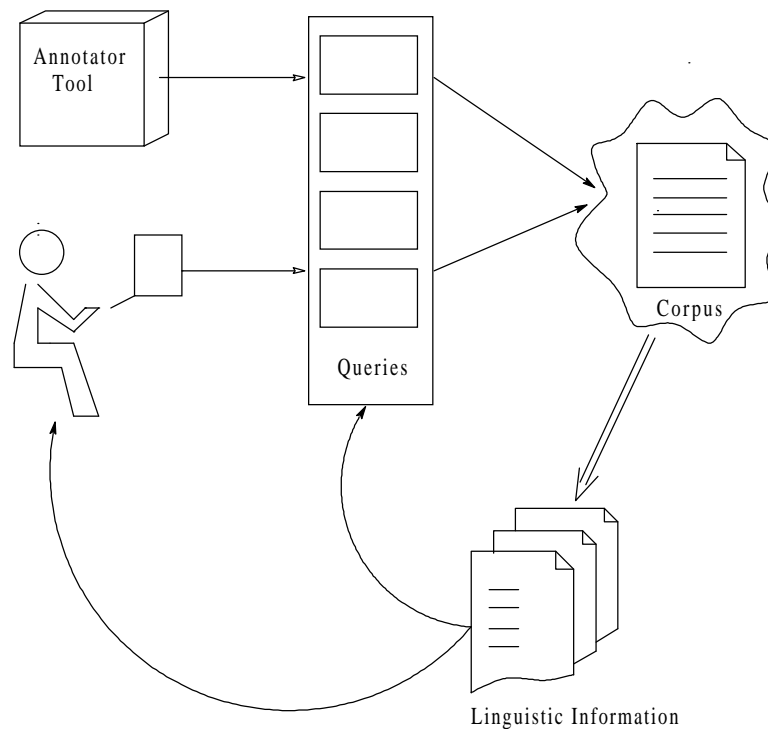 Annotator
Tool
Queries
Corpus
Linguistic Information